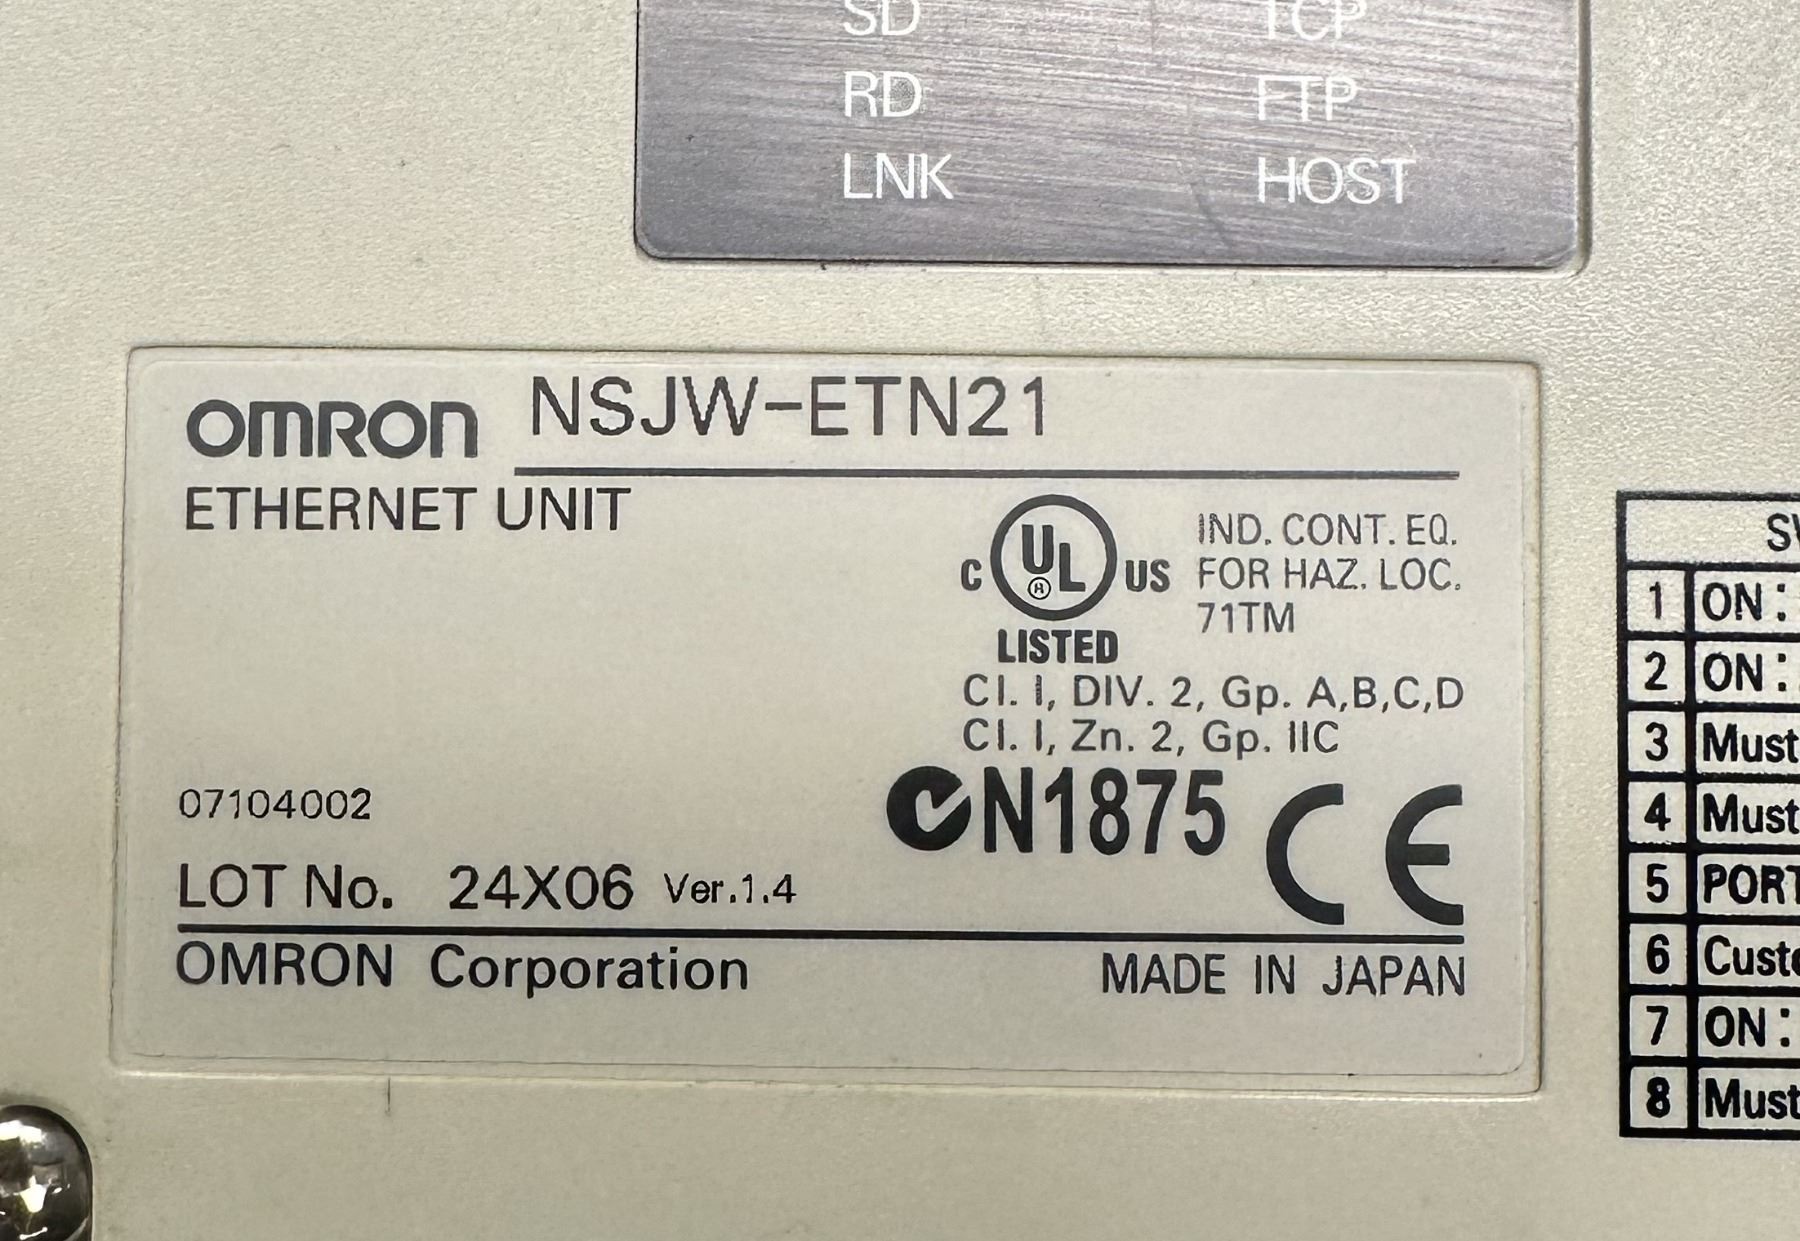 SD TCP
RD FTP
LNK HOST
OMRON NSJW-ETN21
ETHERNET UNIT
C UL US
®
LISTED
IND. CONT. EQ.
FOR HAZ. LOC.
71TM
Cl. I, DIV. 2, Gp. A,B,C,D
Cl. I, Zn. 2, Gp. IIC
07104002
N1875 CE
LOT No. 24X06 Ver.1.4
OMRON Corporation MADE IN JAPAN
1 ON:
2 ON:
3 Must
4 Must
5 PORT
6
7 ON:
8 Must